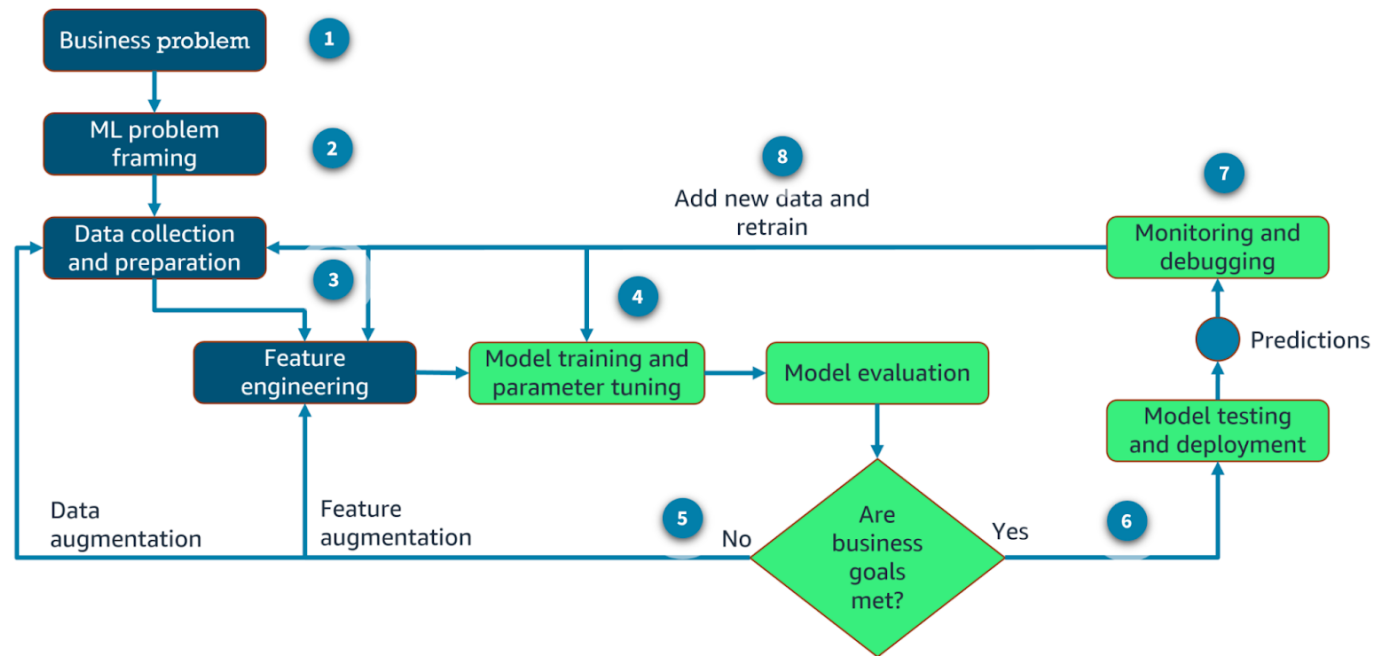 Business problem
1
ML problem
framing
2
8
7
Add new data and
retrain
Data collection
and preparation
Monitoring and
debugging
3
4
Predictions
Feature
engineering
Model training and
parameter tuning
Model evaluation
Model testing
and deployment
Data
augmentation
Feature
augmentation
5
No
Are
business
goals
met?
Yes
6